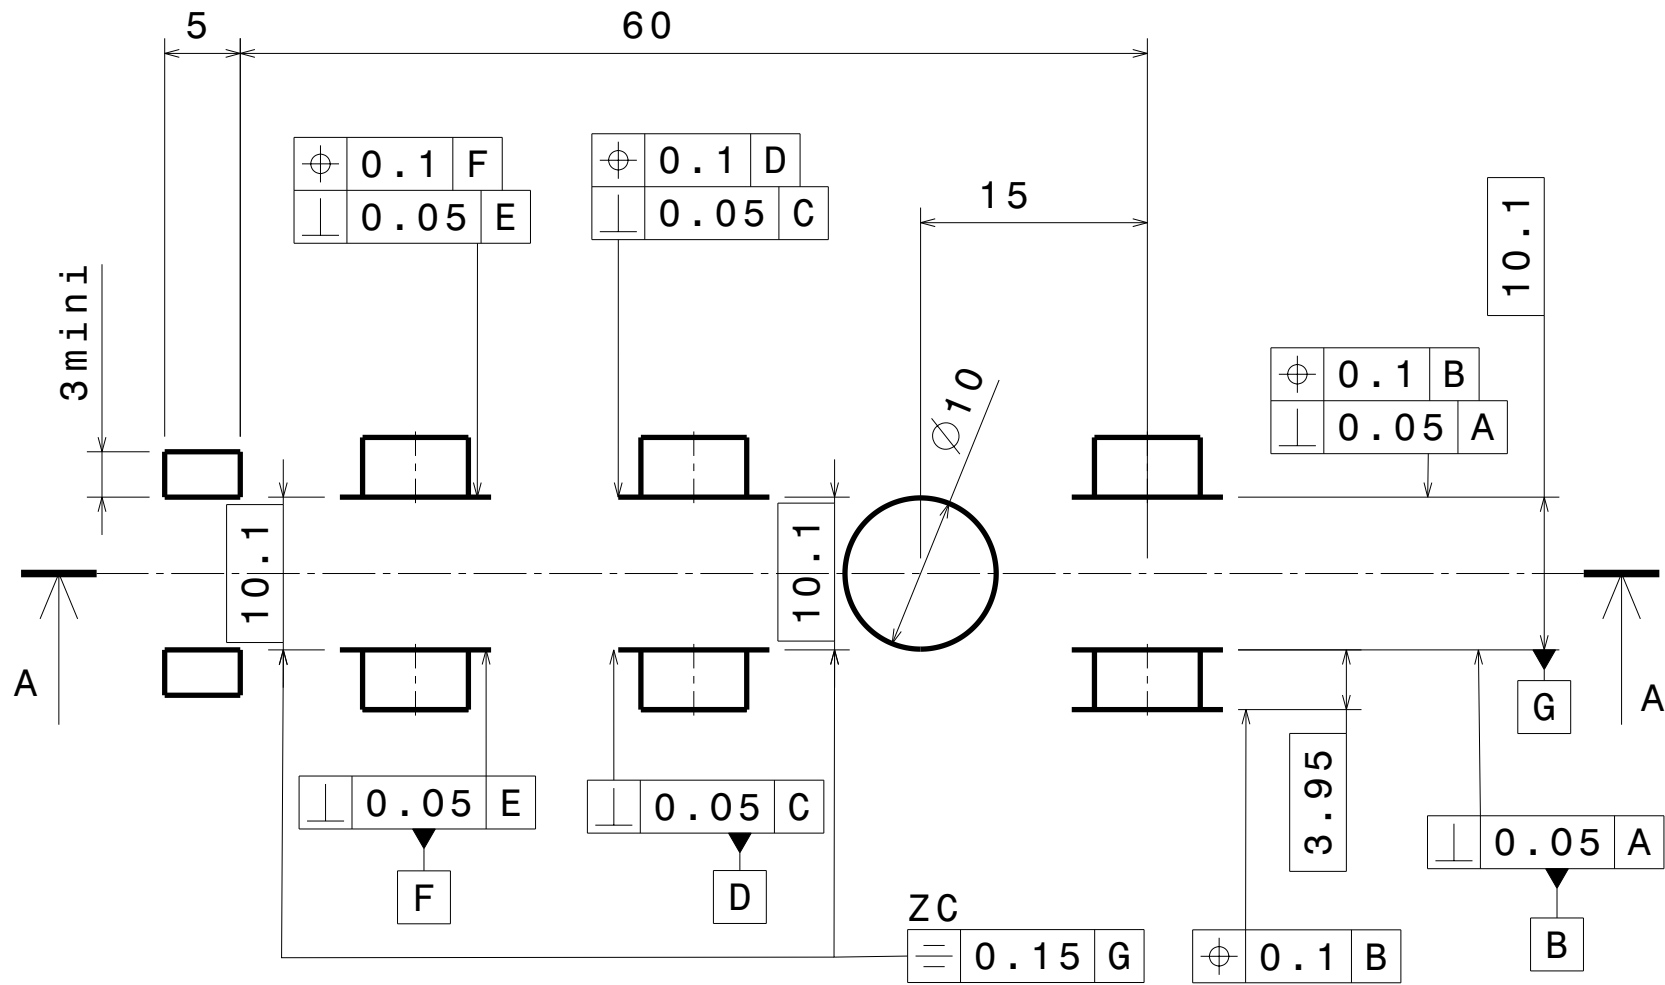 5
60
⌖ 0.1 F
⟂ 0.05 E
⌖ 0.1 D
⟂ 0.05 C
15
10.1
3mini
⌖ 0.1 B
⟂ 0.05 A
⌀10
10.1
10.1
A
A
G
3.95
⟂ 0.05 E
⟂ 0.05 C
⟂ 0.05 A
F
D
B
ZC
⌯ 0.15 G
⌖ 0.1 B